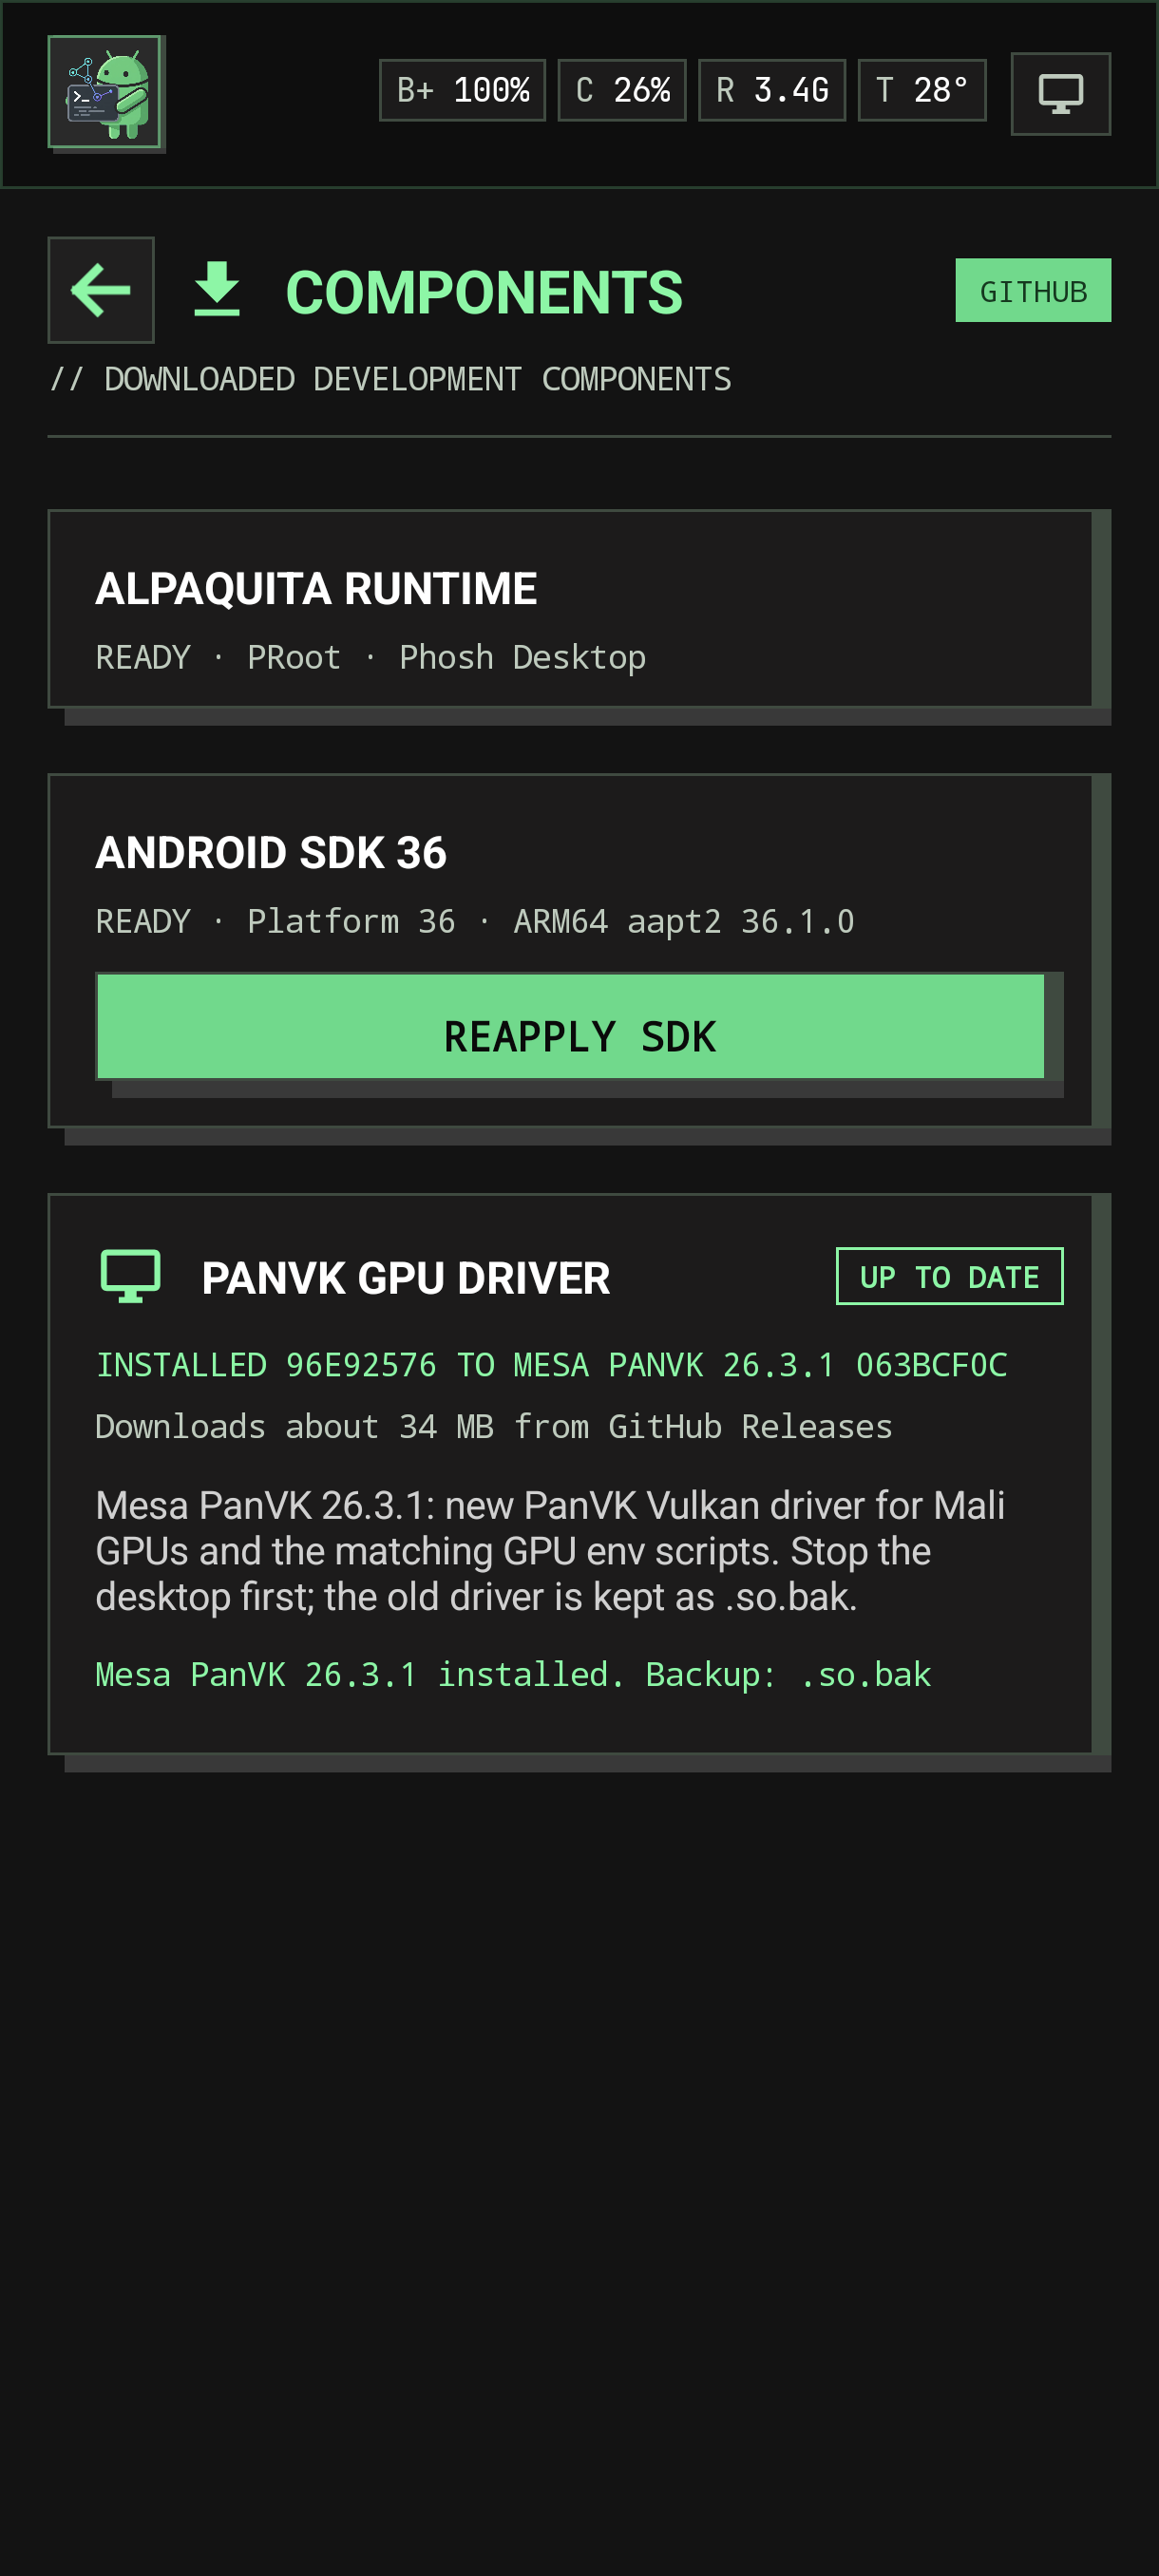 B+ 100% C 26% R 3.4G T 28°
COMPONENTS
GITHUB
// DOWNLOADED DEVELOPMENT COMPONENTS
ALPAQUITA RUNTIME
READY · PRoot · Phosh Desktop
ANDROID SDK 36
READY · Platform 36 · ARM64 aapt2 36.1.0
REAPPLY SDK
PANVK GPU DRIVER
UP TO DATE
INSTALLED 96E92576 TO MESA PANVK 26.3.1 063BCF0C
Downloads about 34 MB from GitHub Releases
Mesa PanVK 26.3.1: new PanVK Vulkan driver for Mali
GPUs and the matching GPU env scripts. Stop the
desktop first; the old driver is kept as .so.bak.
Mesa PanVK 26.3.1 installed. Backup: .so.bak